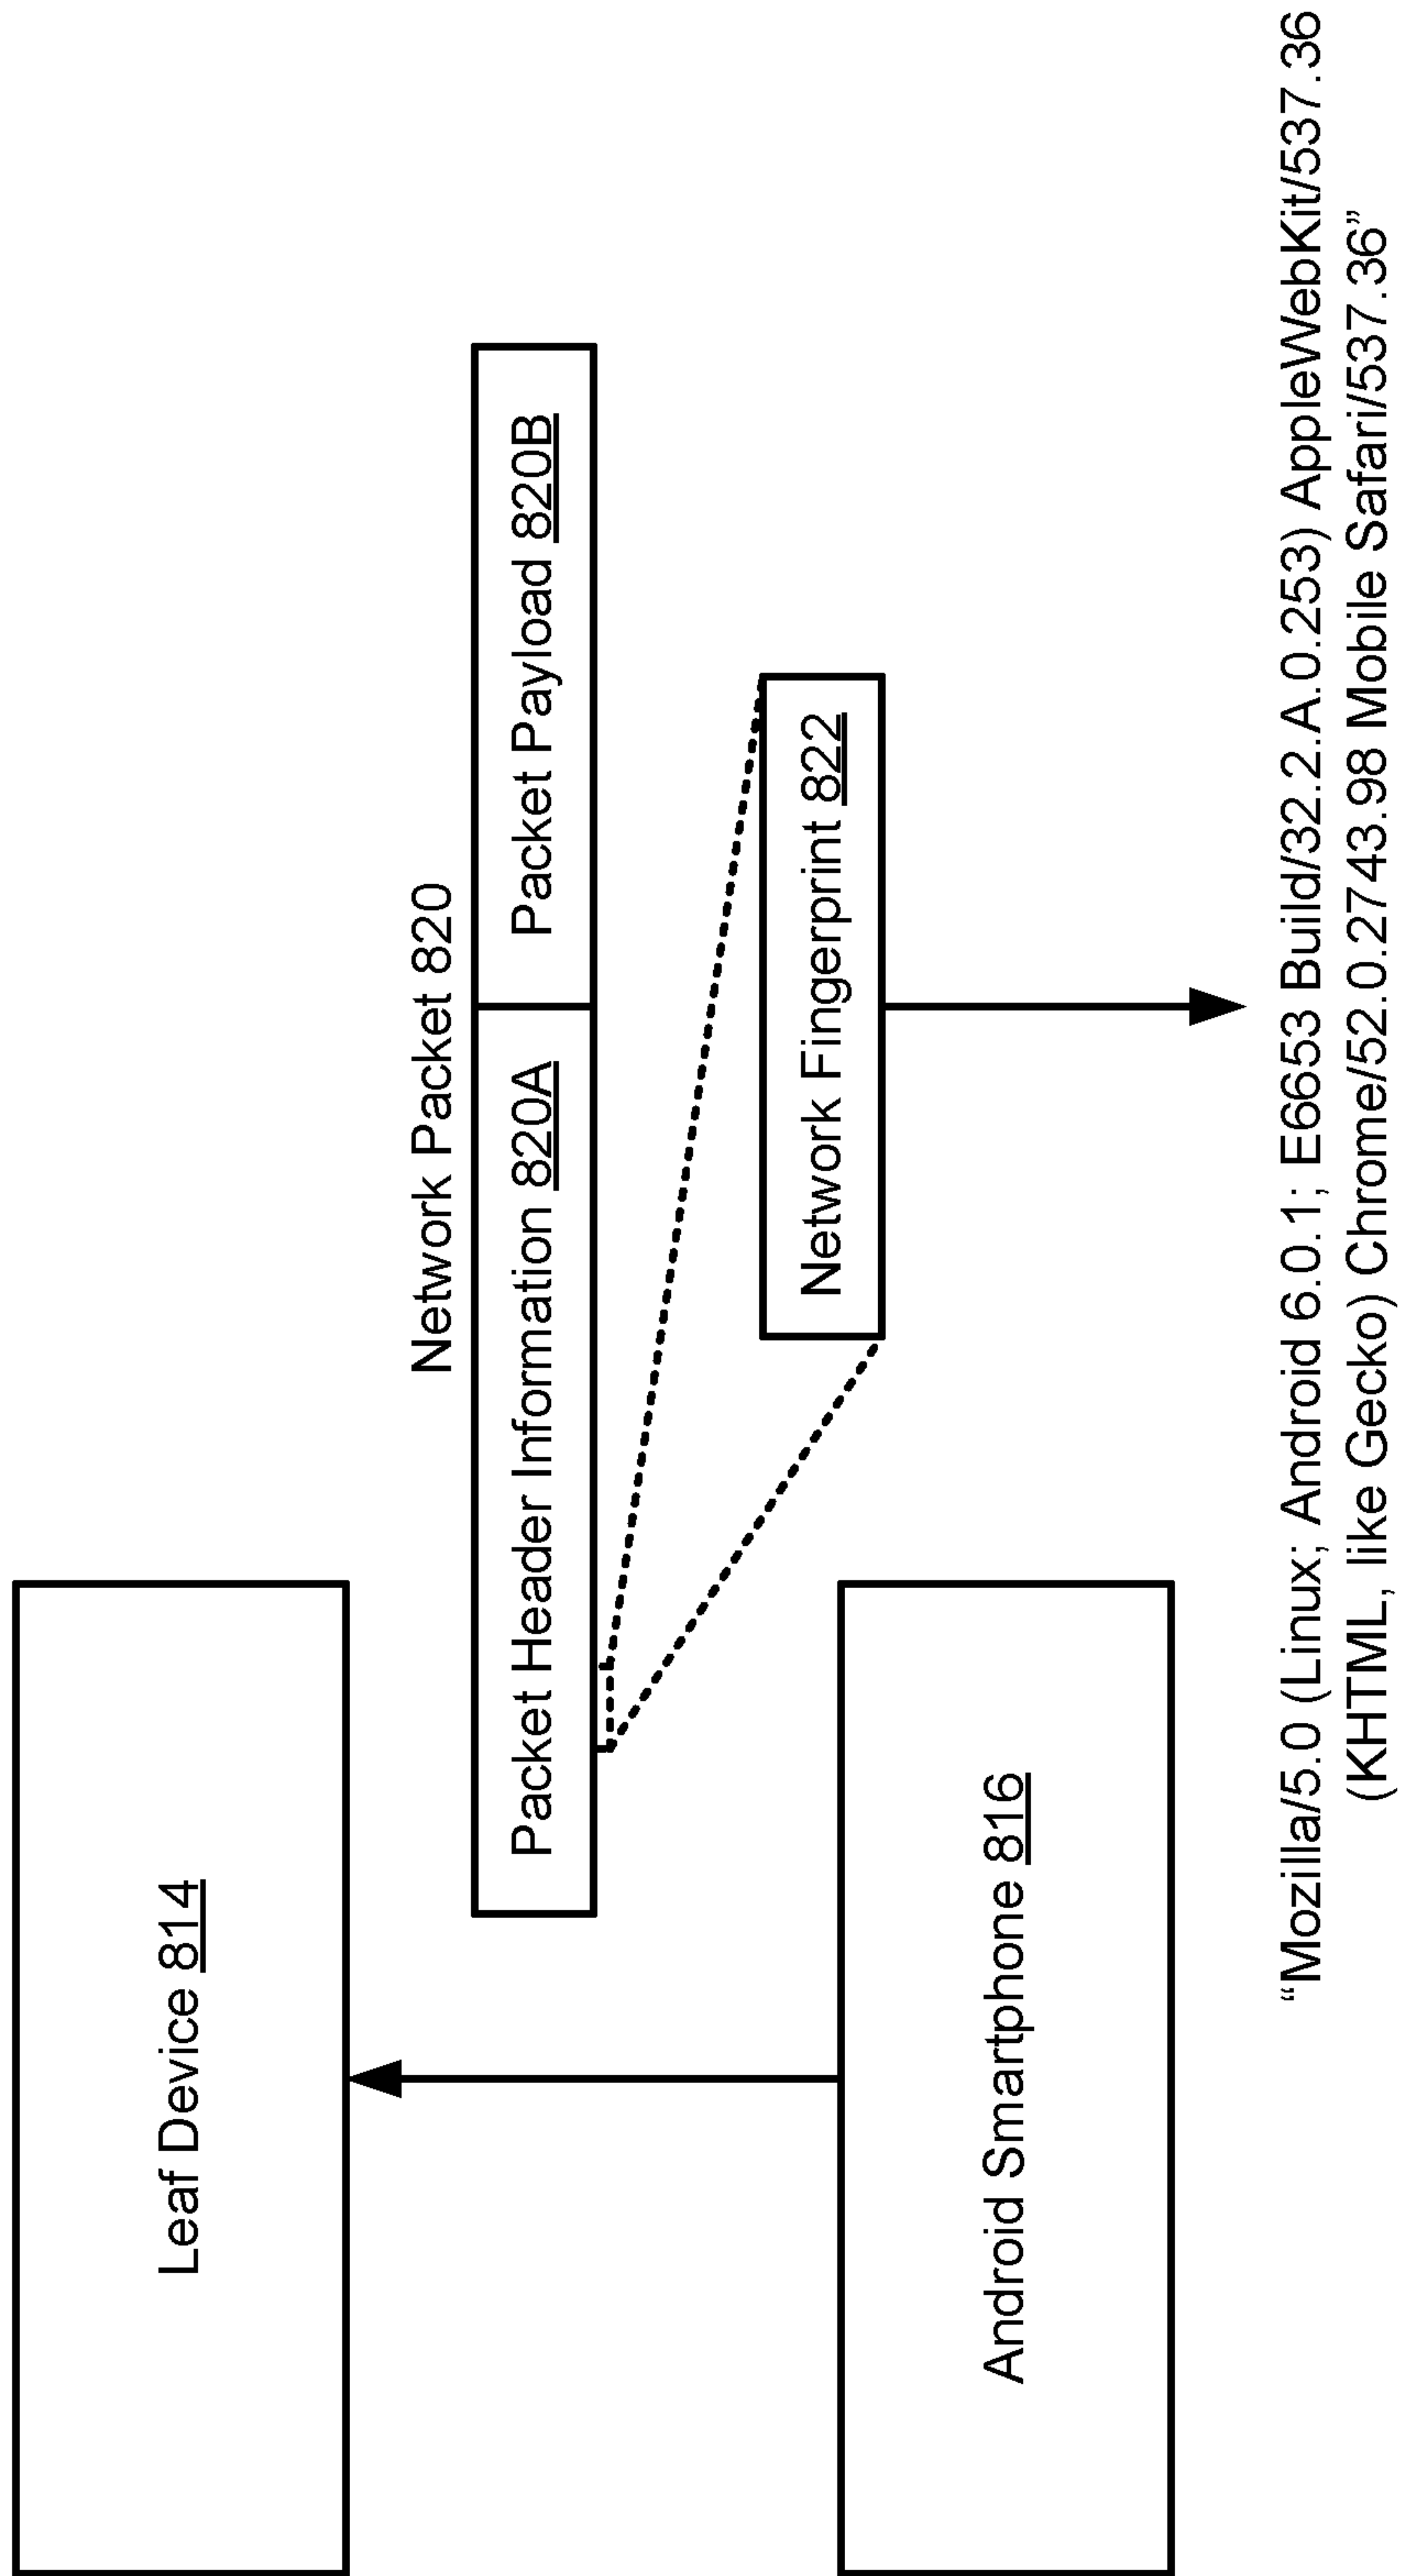 Leaf Device 814
Network Packet 820
Packet Header Information 820A
Packet Payload 820B
Network Fingerprint 822
Android Smartphone 816
“Mozilla/5.0 (Linux; Android 6.0.1; E6653 Build/32.2.A.0.253) AppleWebKit/537.36
(KHTML, like Gecko) Chrome/52.0.2743.98 Mobile Safari/537.36”